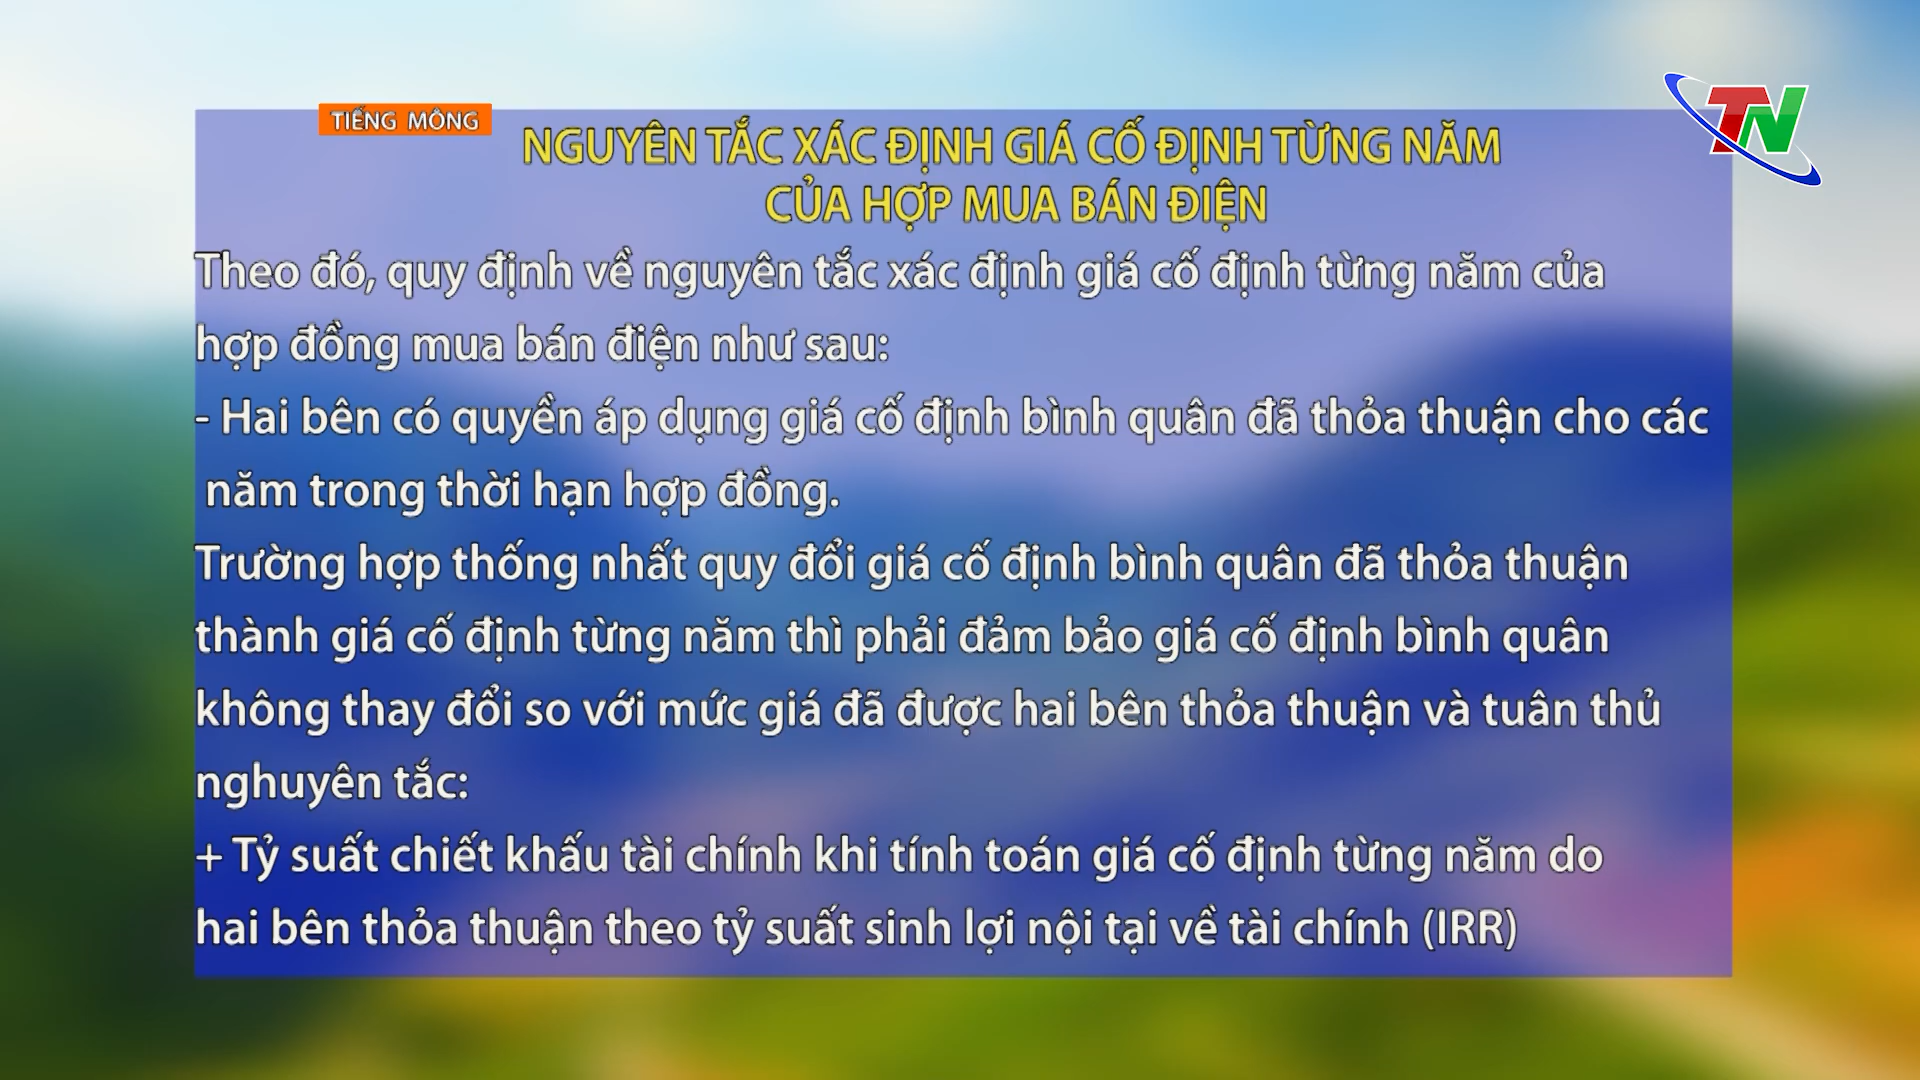 TIẾNG MÔNG
TN
NGUYÊN TẮC XÁC ĐỊNH GIÁ CỐ ĐỊNH TỪNG NĂM
CỦA HỢP MUA BÁN ĐIỆN
Theo đó, quy định về nguyên tắc xác định giá cố định từng năm của
hợp đồng mua bán điện như sau:
- Hai bên có quyền áp dụng giá cố định bình quân đã thỏa thuận cho các
năm trong thời hạn hợp đồng.
Trường hợp thống nhất quy đổi giá cố định bình quân đã thỏa thuận
thành giá cố định từng năm thì phải đảm bảo giá cố định bình quân
không thay đổi so với mức giá đã được hai bên thỏa thuận và tuân thủ
nghuyên tắc:
+ Tỷ suất chiết khấu tài chính khi tính toán giá cố định từng năm do
hai bên thỏa thuận theo tỷ suất sinh lợi nội tại về tài chính (IRR)